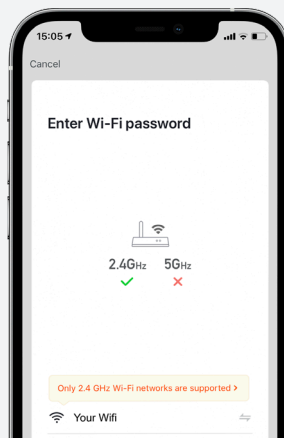 15:05
Cancel
Enter Wi-Fi password
2.4GHz 5GHz
Only 2.4 GHz Wi-Fi networks are supported >
Your Wifi